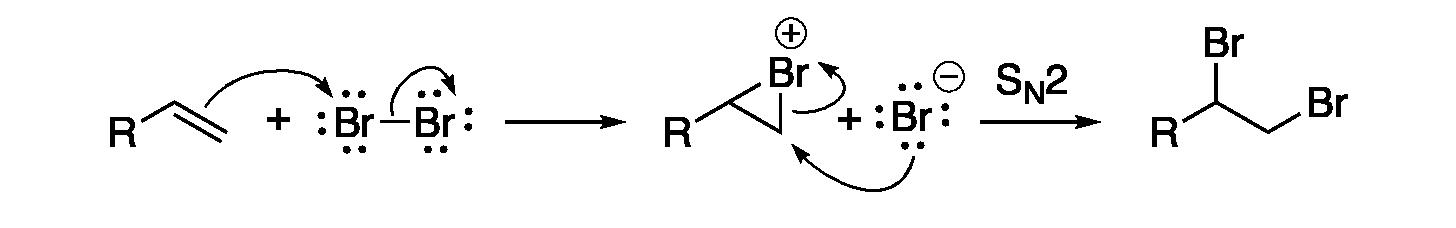 R + :Br—Br: → R Br ⊕ + :Br: ⊖ SN2 → R Br Br